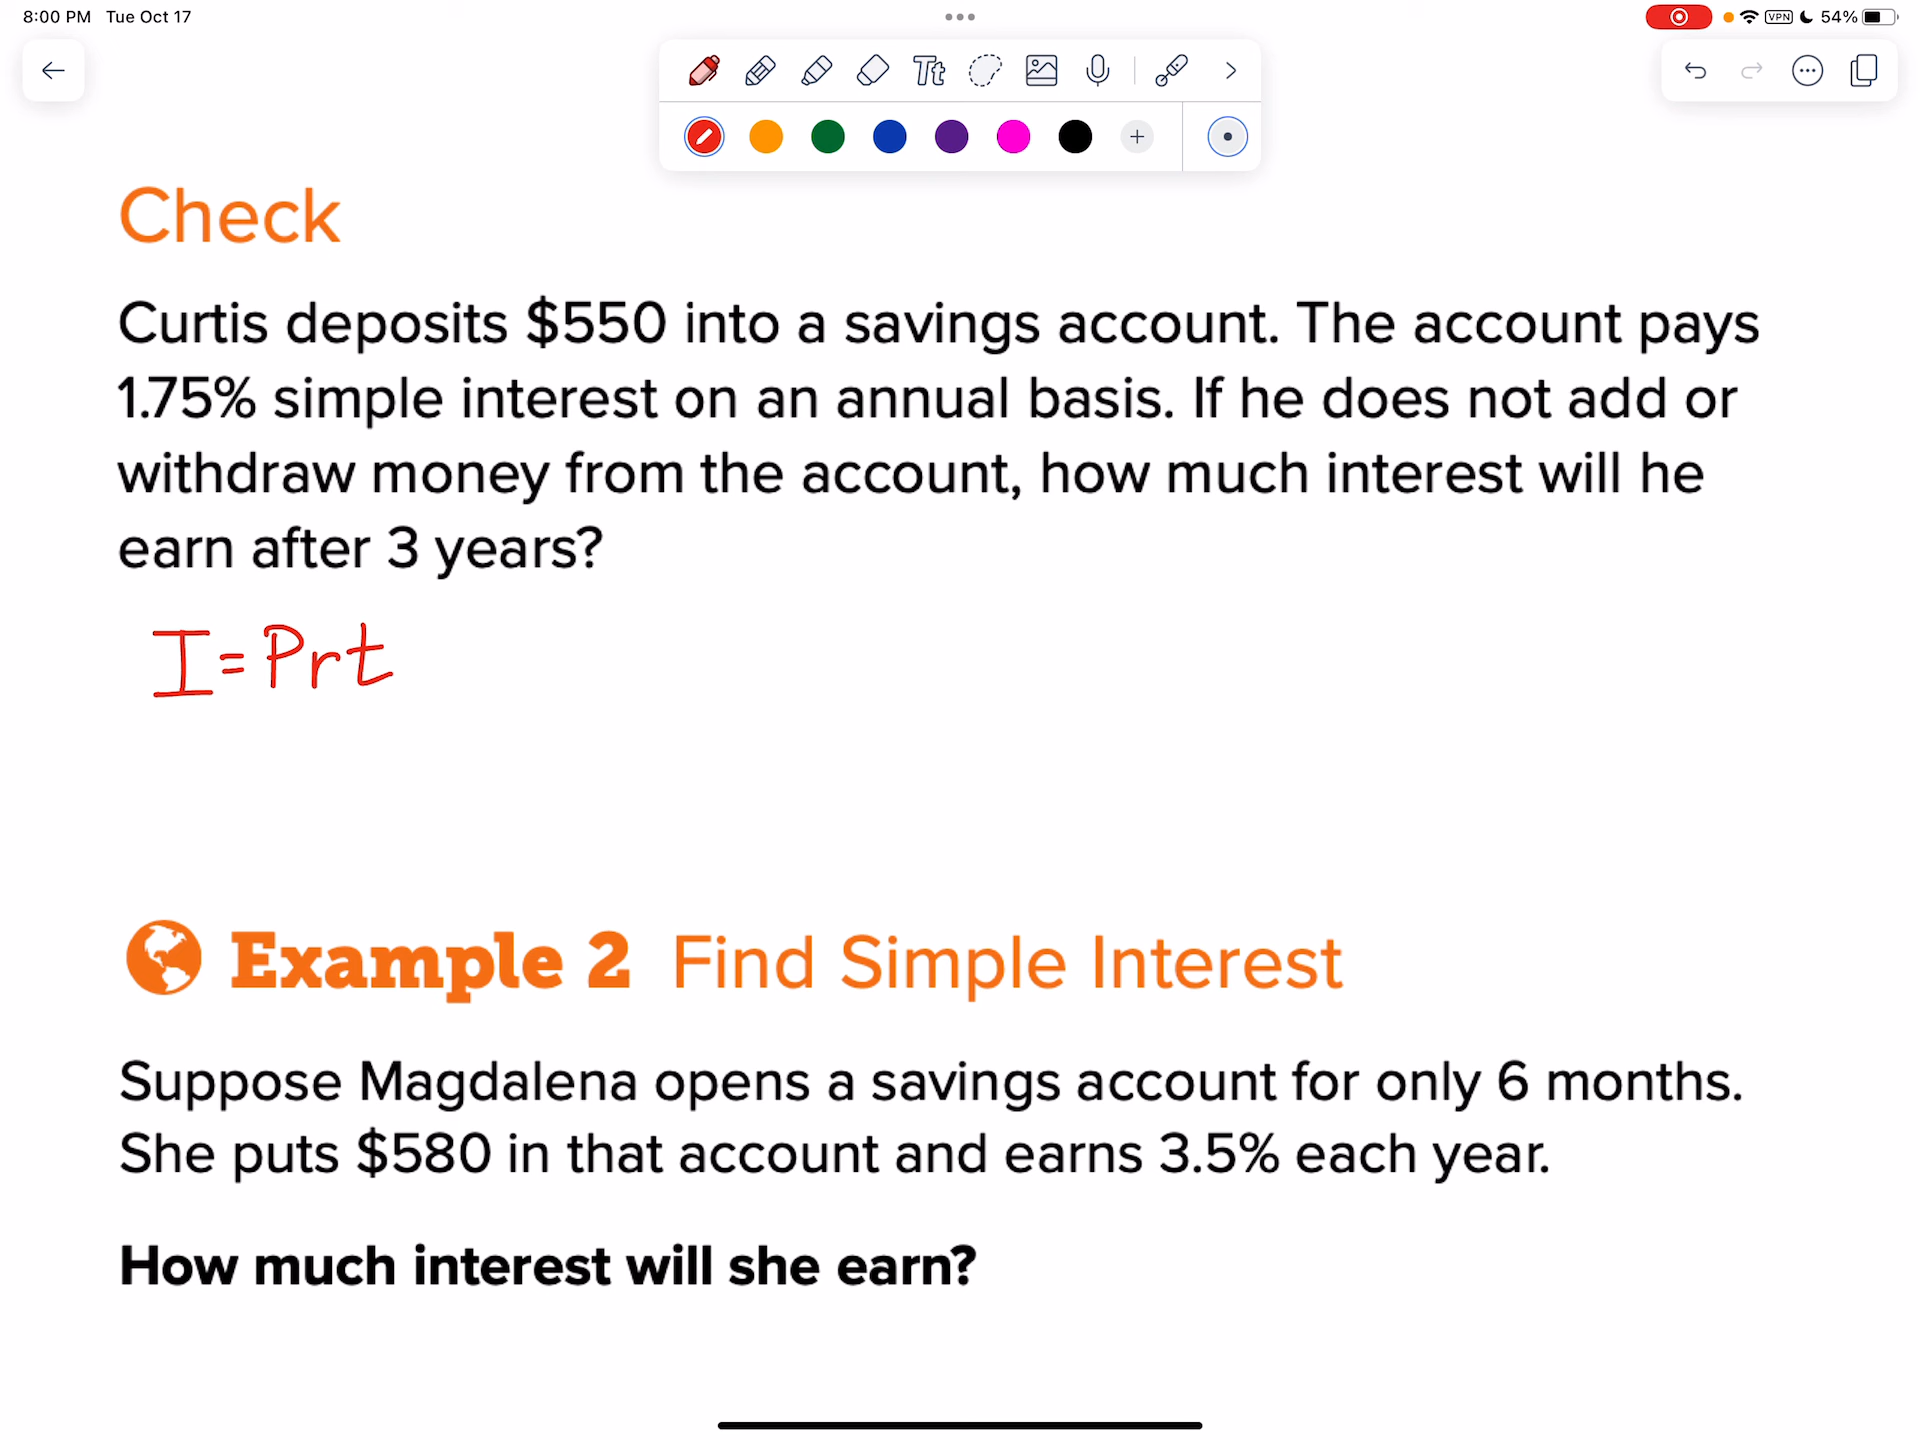 8:00 PM Tue Oct 17
VPN 54%
Tt
Check
Curtis deposits $550 into a savings account. The account pays
1.75% simple interest on an annual basis. If he does not add or
withdraw money from the account, how much interest will he
earn after 3 years?
I = Prt
Example 2 Find Simple Interest
Suppose Magdalena opens a savings account for only 6 months.
She puts $580 in that account and earns 3.5% each year.
How much interest will she earn?